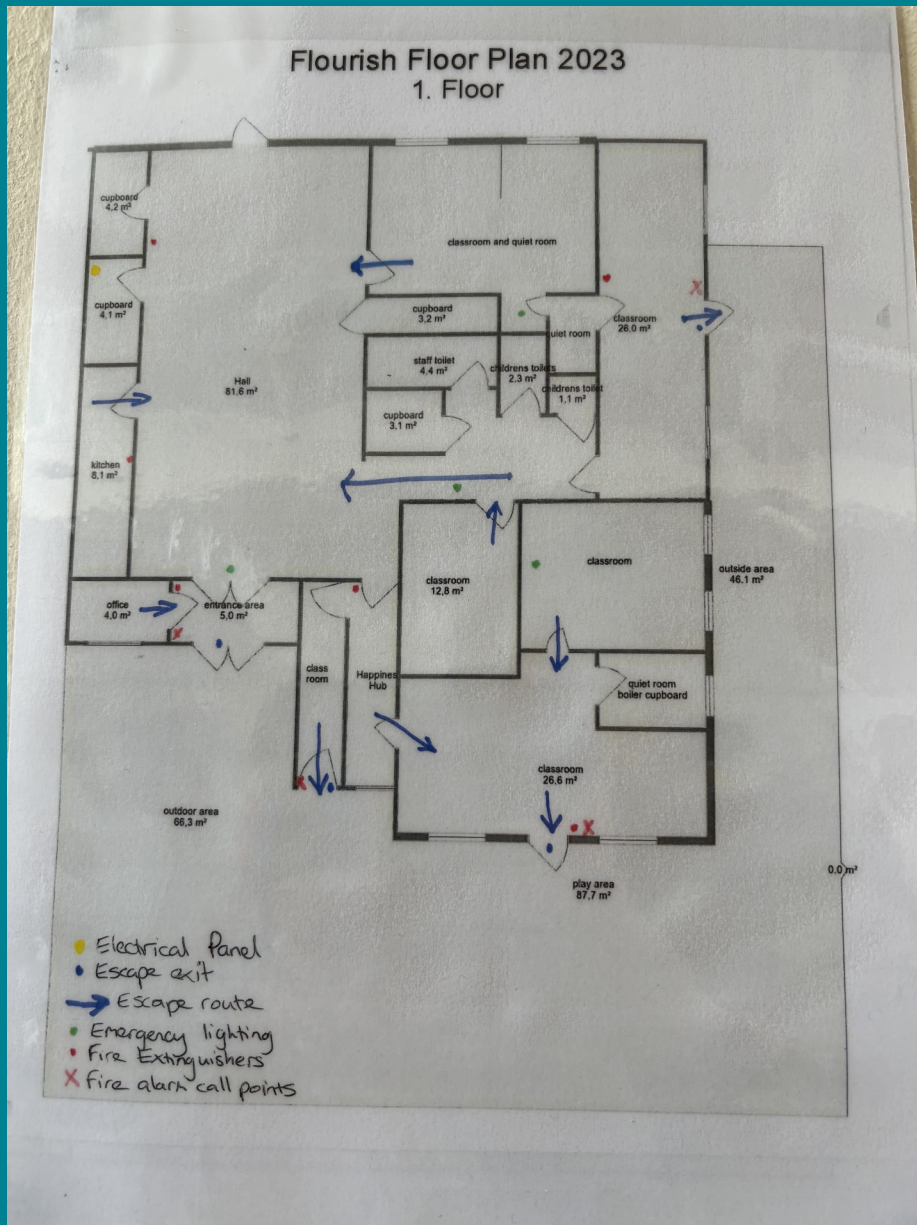 Flourish Floor Plan 2023
1. Floor
cupboard
4,2 m²
classroom and quiet room
cupboard
4,1 m²
cupboard
3,2 m²
quiet room
classroom
26,0 m²
Hall
81,6 m²
staff toilet
4,4 m²
childrens toilets
2,3 m²
childrens toilet
1,1 m²
cupboard
3,1 m²
kitchen
8,1 m²
classroom
12,8 m²
classroom
outside area
46,1 m²
office
4,0 m²
entrance area
5,0 m²
class
room
Happines
Hub
quiet room
boiler cupboard
classroom
26,6 m²
outdoor area
66,3 m²
0.0 m²
play area
87,7 m²
Electrical Panel
Escape exit
Escape route
Emergency lighting
Fire Extinguishers
X Fire alarm call points